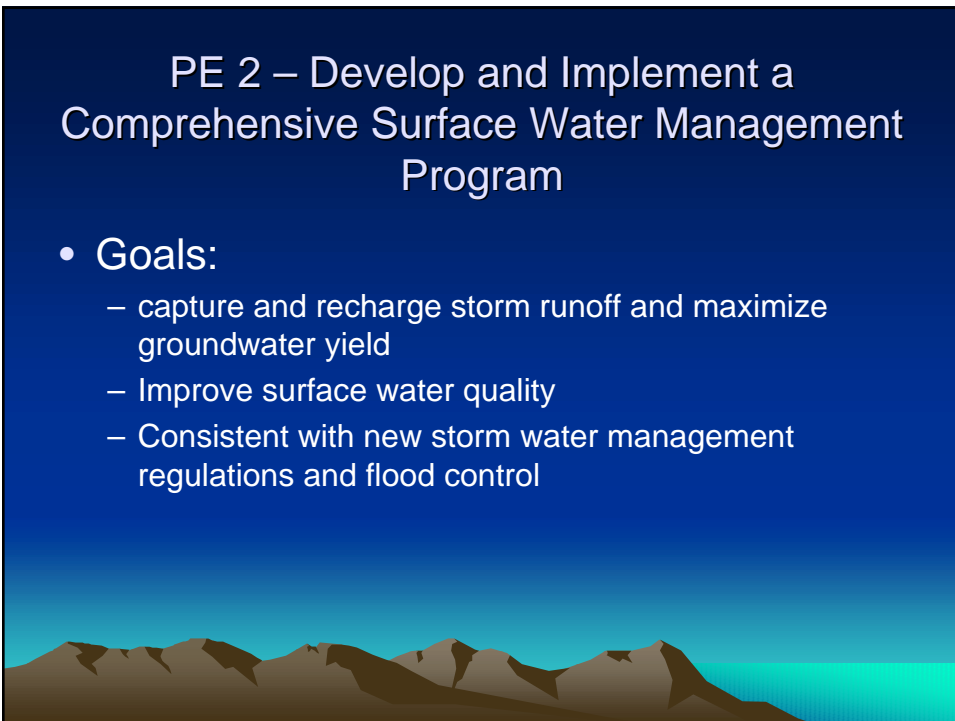 PE 2 – Develop and Implement a
Comprehensive Surface Water Management
Program
• Goals:
– capture and recharge storm runoff and maximize
groundwater yield
– Improve surface water quality
– Consistent with new storm water management
regulations and flood control